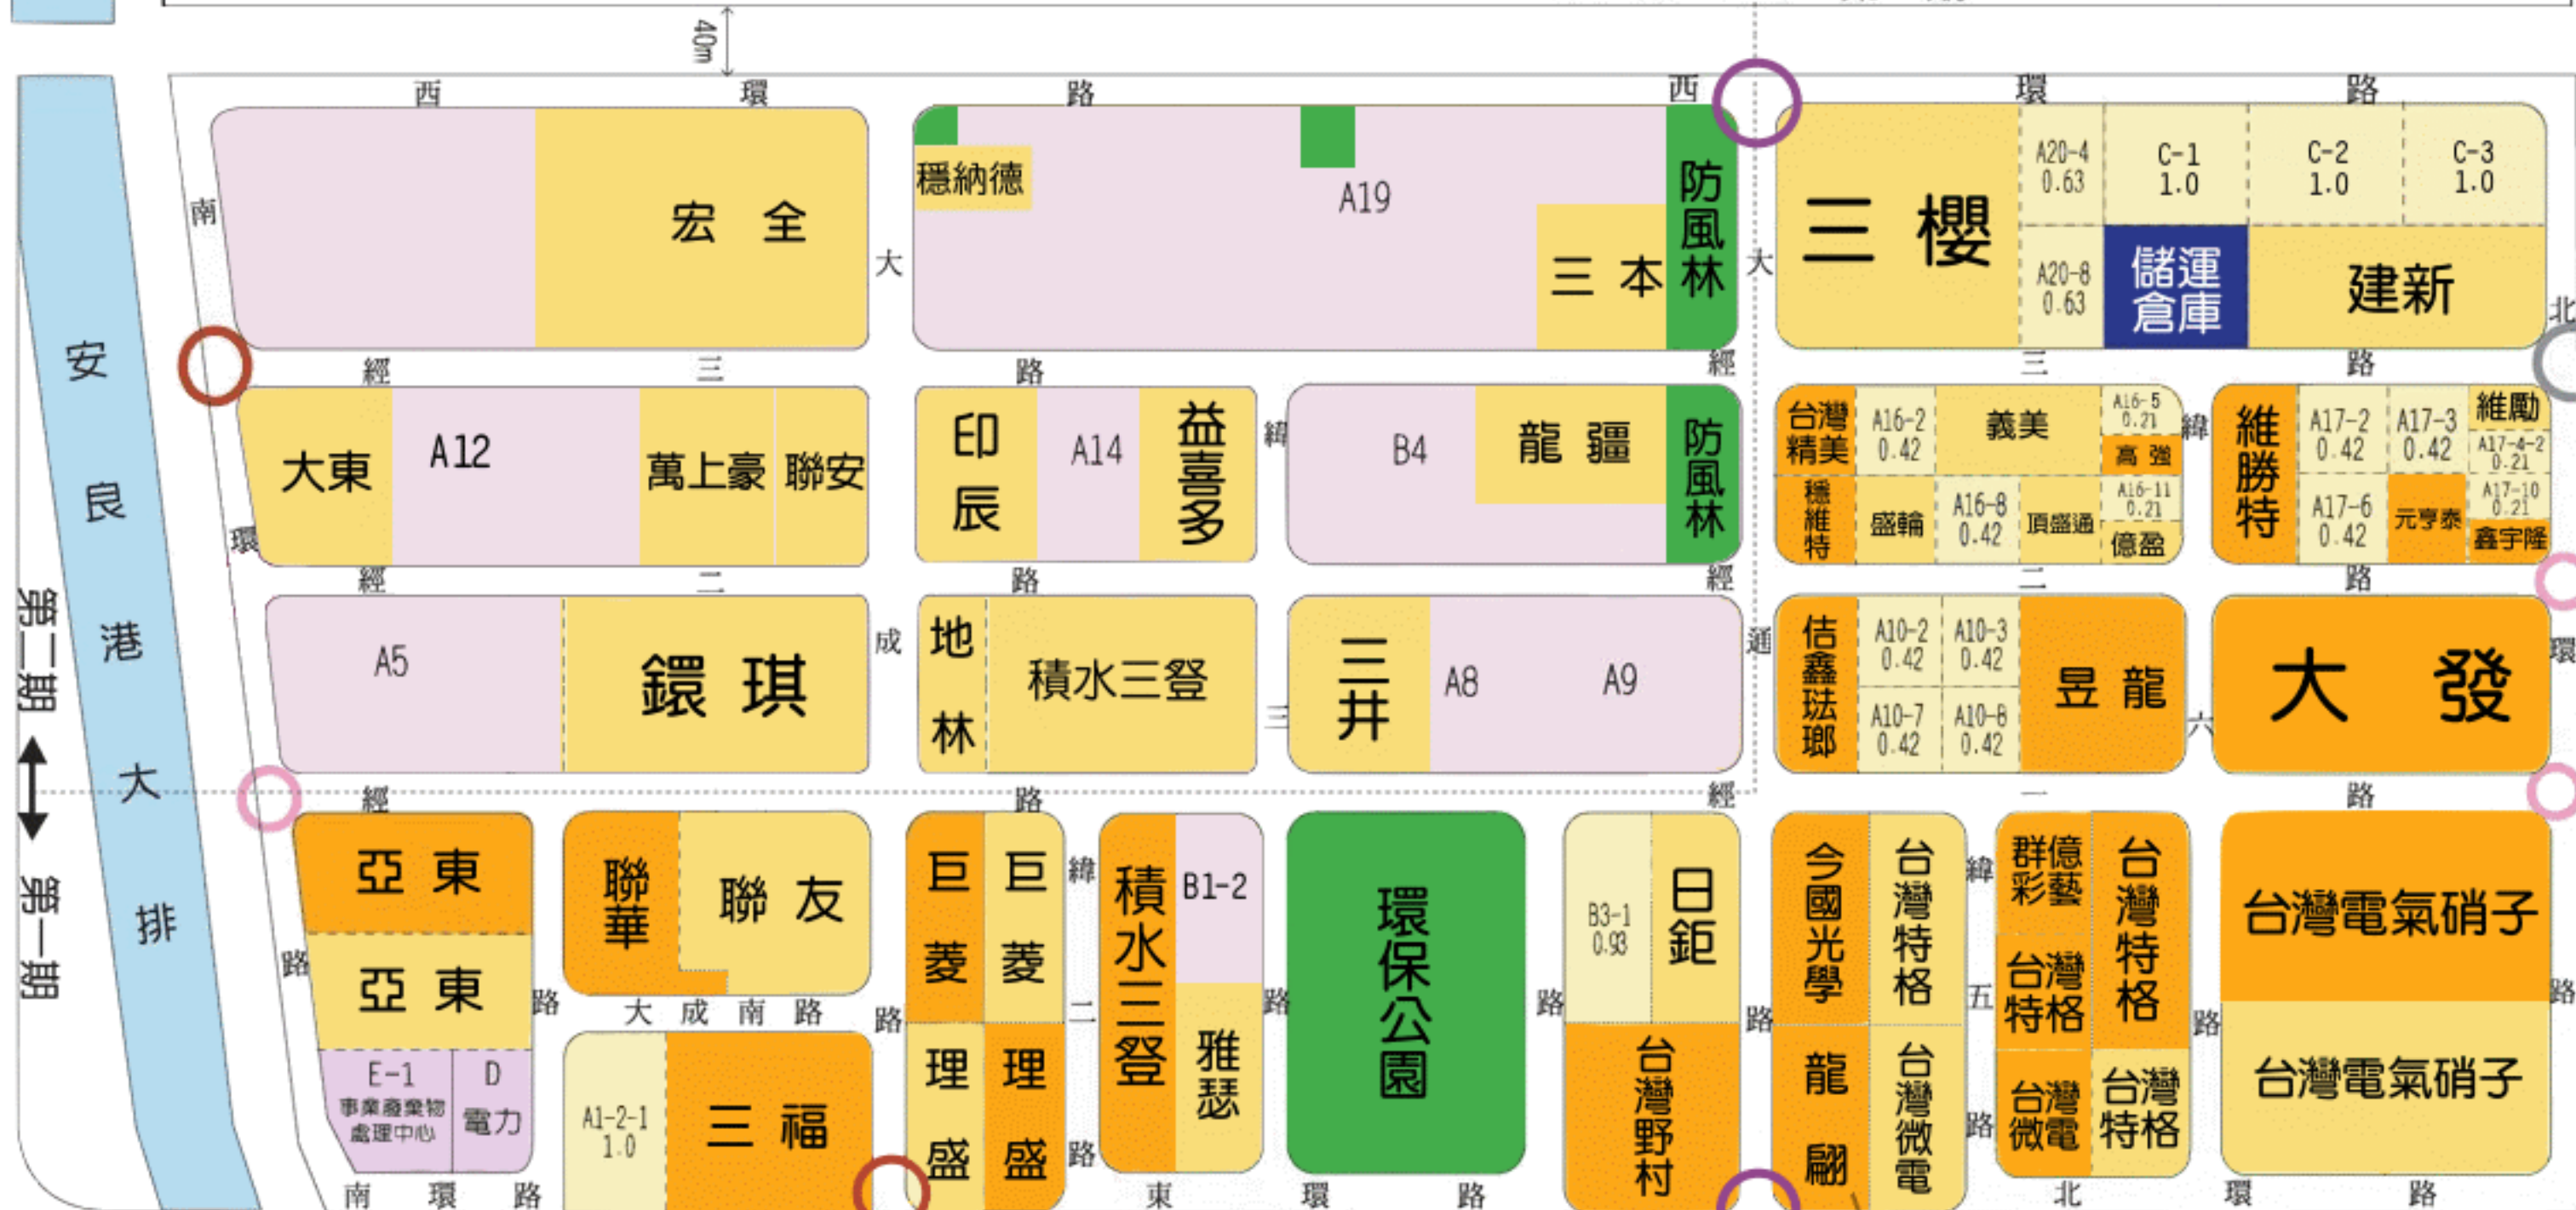 40m
西 環 路 西 環 路
安良港大排
南環路
宏全
穩納德
A19
三本
防風林
三櫻
A20-4
0.63
C-1
1.0
C-2
1.0
C-3
1.0
A20-8
0.63
儲運
倉庫
建新
大成路
大通路
北環路
經 三 路 經 三 路
大東
A12
萬上豪
聯安
印辰
A14
益喜多
緯三路
B4
龍疆
防風林
台灣
精美
A16-2
0.42
義美
A16-5
0.21
高強
穩維特
盛輪
A16-8
0.42
頂盛通
A16-11
0.21
億盈
緯六路
維勝特
A17-2
0.42
A17-3
0.42
維勵
A17-4-2
0.21
A17-6
0.42
元亨泰
A17-10
0.21
鑫宇隆
經 二 路 經 二 路
A5
鐶琪
地林
積水三登
三井
A8
A9
佶鑫琺瑯
A10-2
0.42
A10-3
0.42
A10-7
0.42
A10-8
0.42
昱龍
大發
第二期
第一期
經 路 經 一 路
亞東
亞東
E-1
事業廢棄物
處理中心
D
電力
路
聯華
聯友
大成南路
A1-2-1
1.0
三福
巨菱
巨菱
理盛
理盛
緯二路
積水三登
B1-2
雅瑟
環保公園
B3-1
0.93
日鉅
台灣野村
今國光學
台灣特格
龍翩
台灣微電
緯五路
群億
彩藝
台灣特格
台灣
特格
台灣
微電
台灣
特格
台灣電氣硝子
台灣電氣硝子
南環路
東環路
北環路